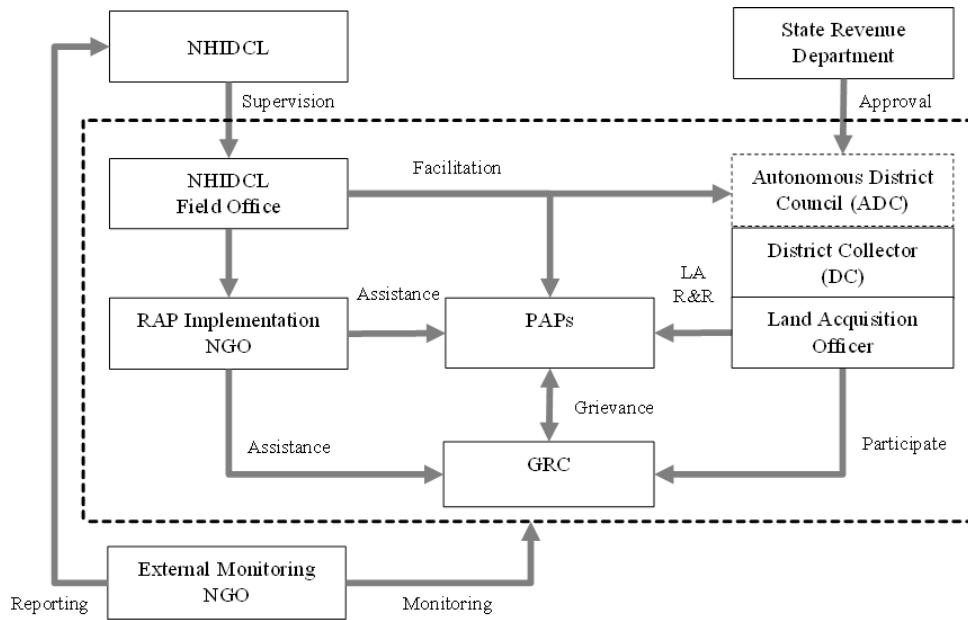 NHIDCL
State Revenue
Department
Supervision
Approval
NHIDCL
Field Office
Facilitation
Autonomous District
Council (ADC)
District Collector
(DC)
LA
R&R
Assistance
RAP Implementation
NGO
PAPs
Land Acquisition
Officer
Grievance
Assistance
GRC
Participate
External Monitoring
NGO
Reporting
Monitoring